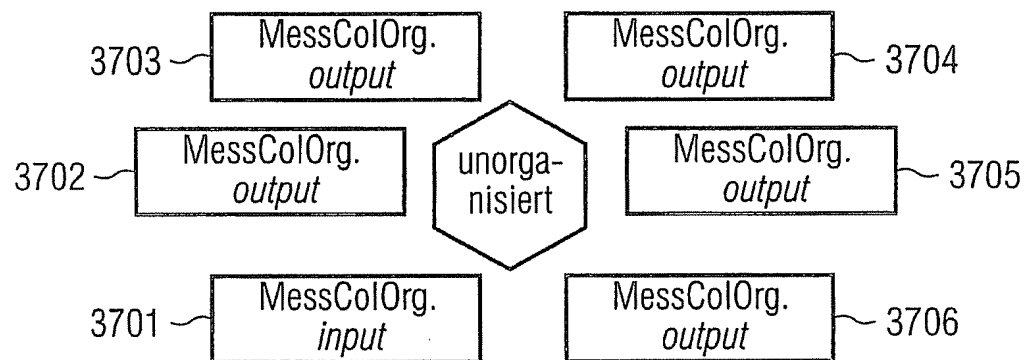 MessColOrg.
output
3703
MessColOrg.
output
3704
MessColOrg.
output
3702
unorga-
nisiert
MessColOrg.
output
3705
MessColOrg.
input
3701
MessColOrg.
output
3706